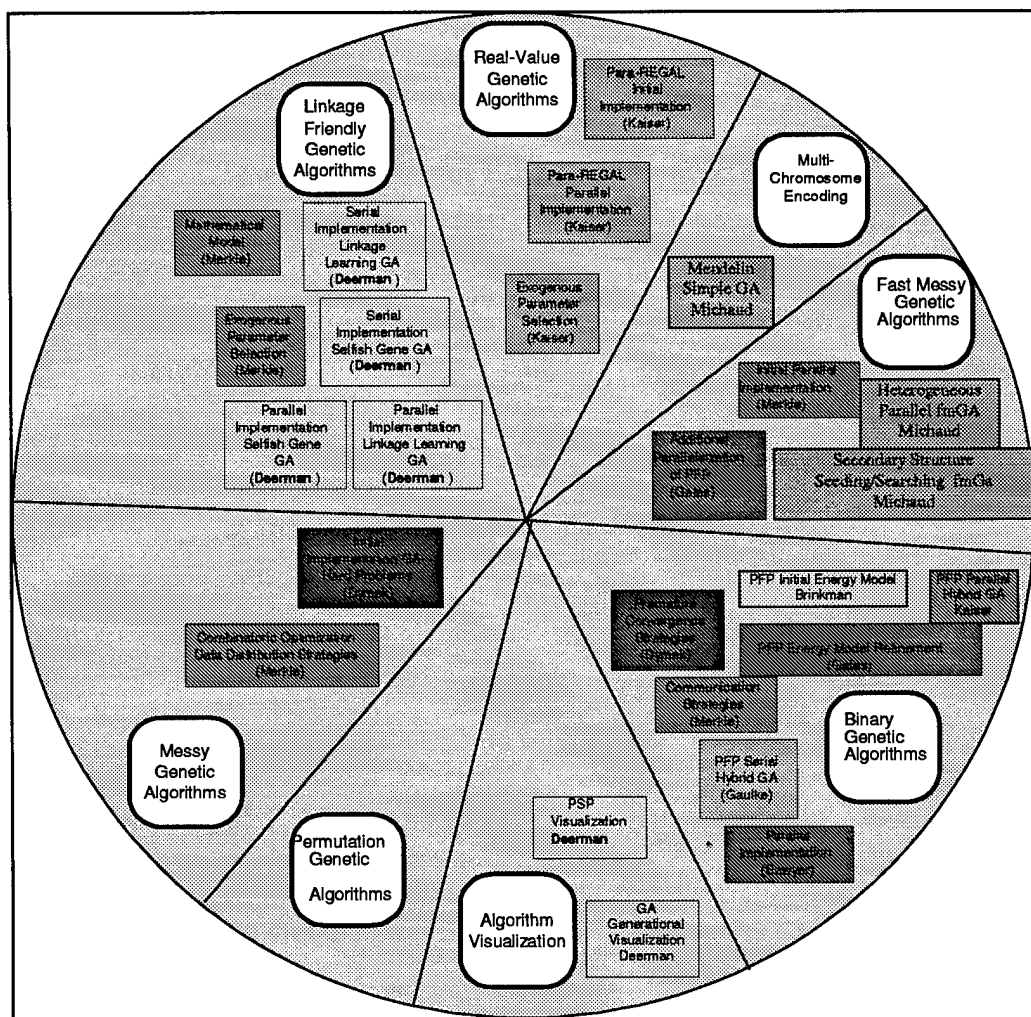 Real-Value
Genetic
Algorithms
Para-REGAL
Initial
Implementation
(Kaiser)
Para-REGAL
Parallel
Implementation
(Kaiser)
Exogenous
Parameter
Selection
(Kaiser)
Linkage
Friendly
Genetic
Algorithms
Mathematical
Model
(Merkle)
Serial
Implementation
Linkage
Learning GA
(Deerman )
Exogenous
Parameter
Selection
(Merkle)
Serial
Implementation
Selfish Gene GA
(Deerman )
Parallel
Implementation
Selfish Gene
GA
(Deerman )
Parallel
Implementation
Linkage Learning
GA
(Deerman )
Multi-
Chromosome
Encoding
Mendelin
Simple GA
Michaud
Fast Messy
Genetic
Algorithms
Initial Parallel
Implementation
(Merkle)
Heterogeneous
Parallel fmGA
Michaud
Additional
Parallelization
of PFP
(Gates)
Secondary Structure
Seeding/Searching fmGa
Michaud
Initial
Implementation GA
Problems
(Dymek)
Combinatoric Optimization
Data Distribution Strategies
(Merkle)
Messy
Genetic
Algorithms
Permutation
Genetic
Algorithms
PSP
Visualization
Deerman
Algorithm
Visualization
GA
Generational
Visualization
Deerman
PFP Initial Energy Model
Brinkman
PFP Parallel
Hybrid GA
Kaiser
Premature
Convergence
Strategies
(Dymek)
PFP Energy Model Refinement
(Gates)
Communication
Strategies
(Merkle)
Binary
Genetic
Algorithms
PFP Serial
Hybrid GA
(Gaulke)
Parallel
Implementation